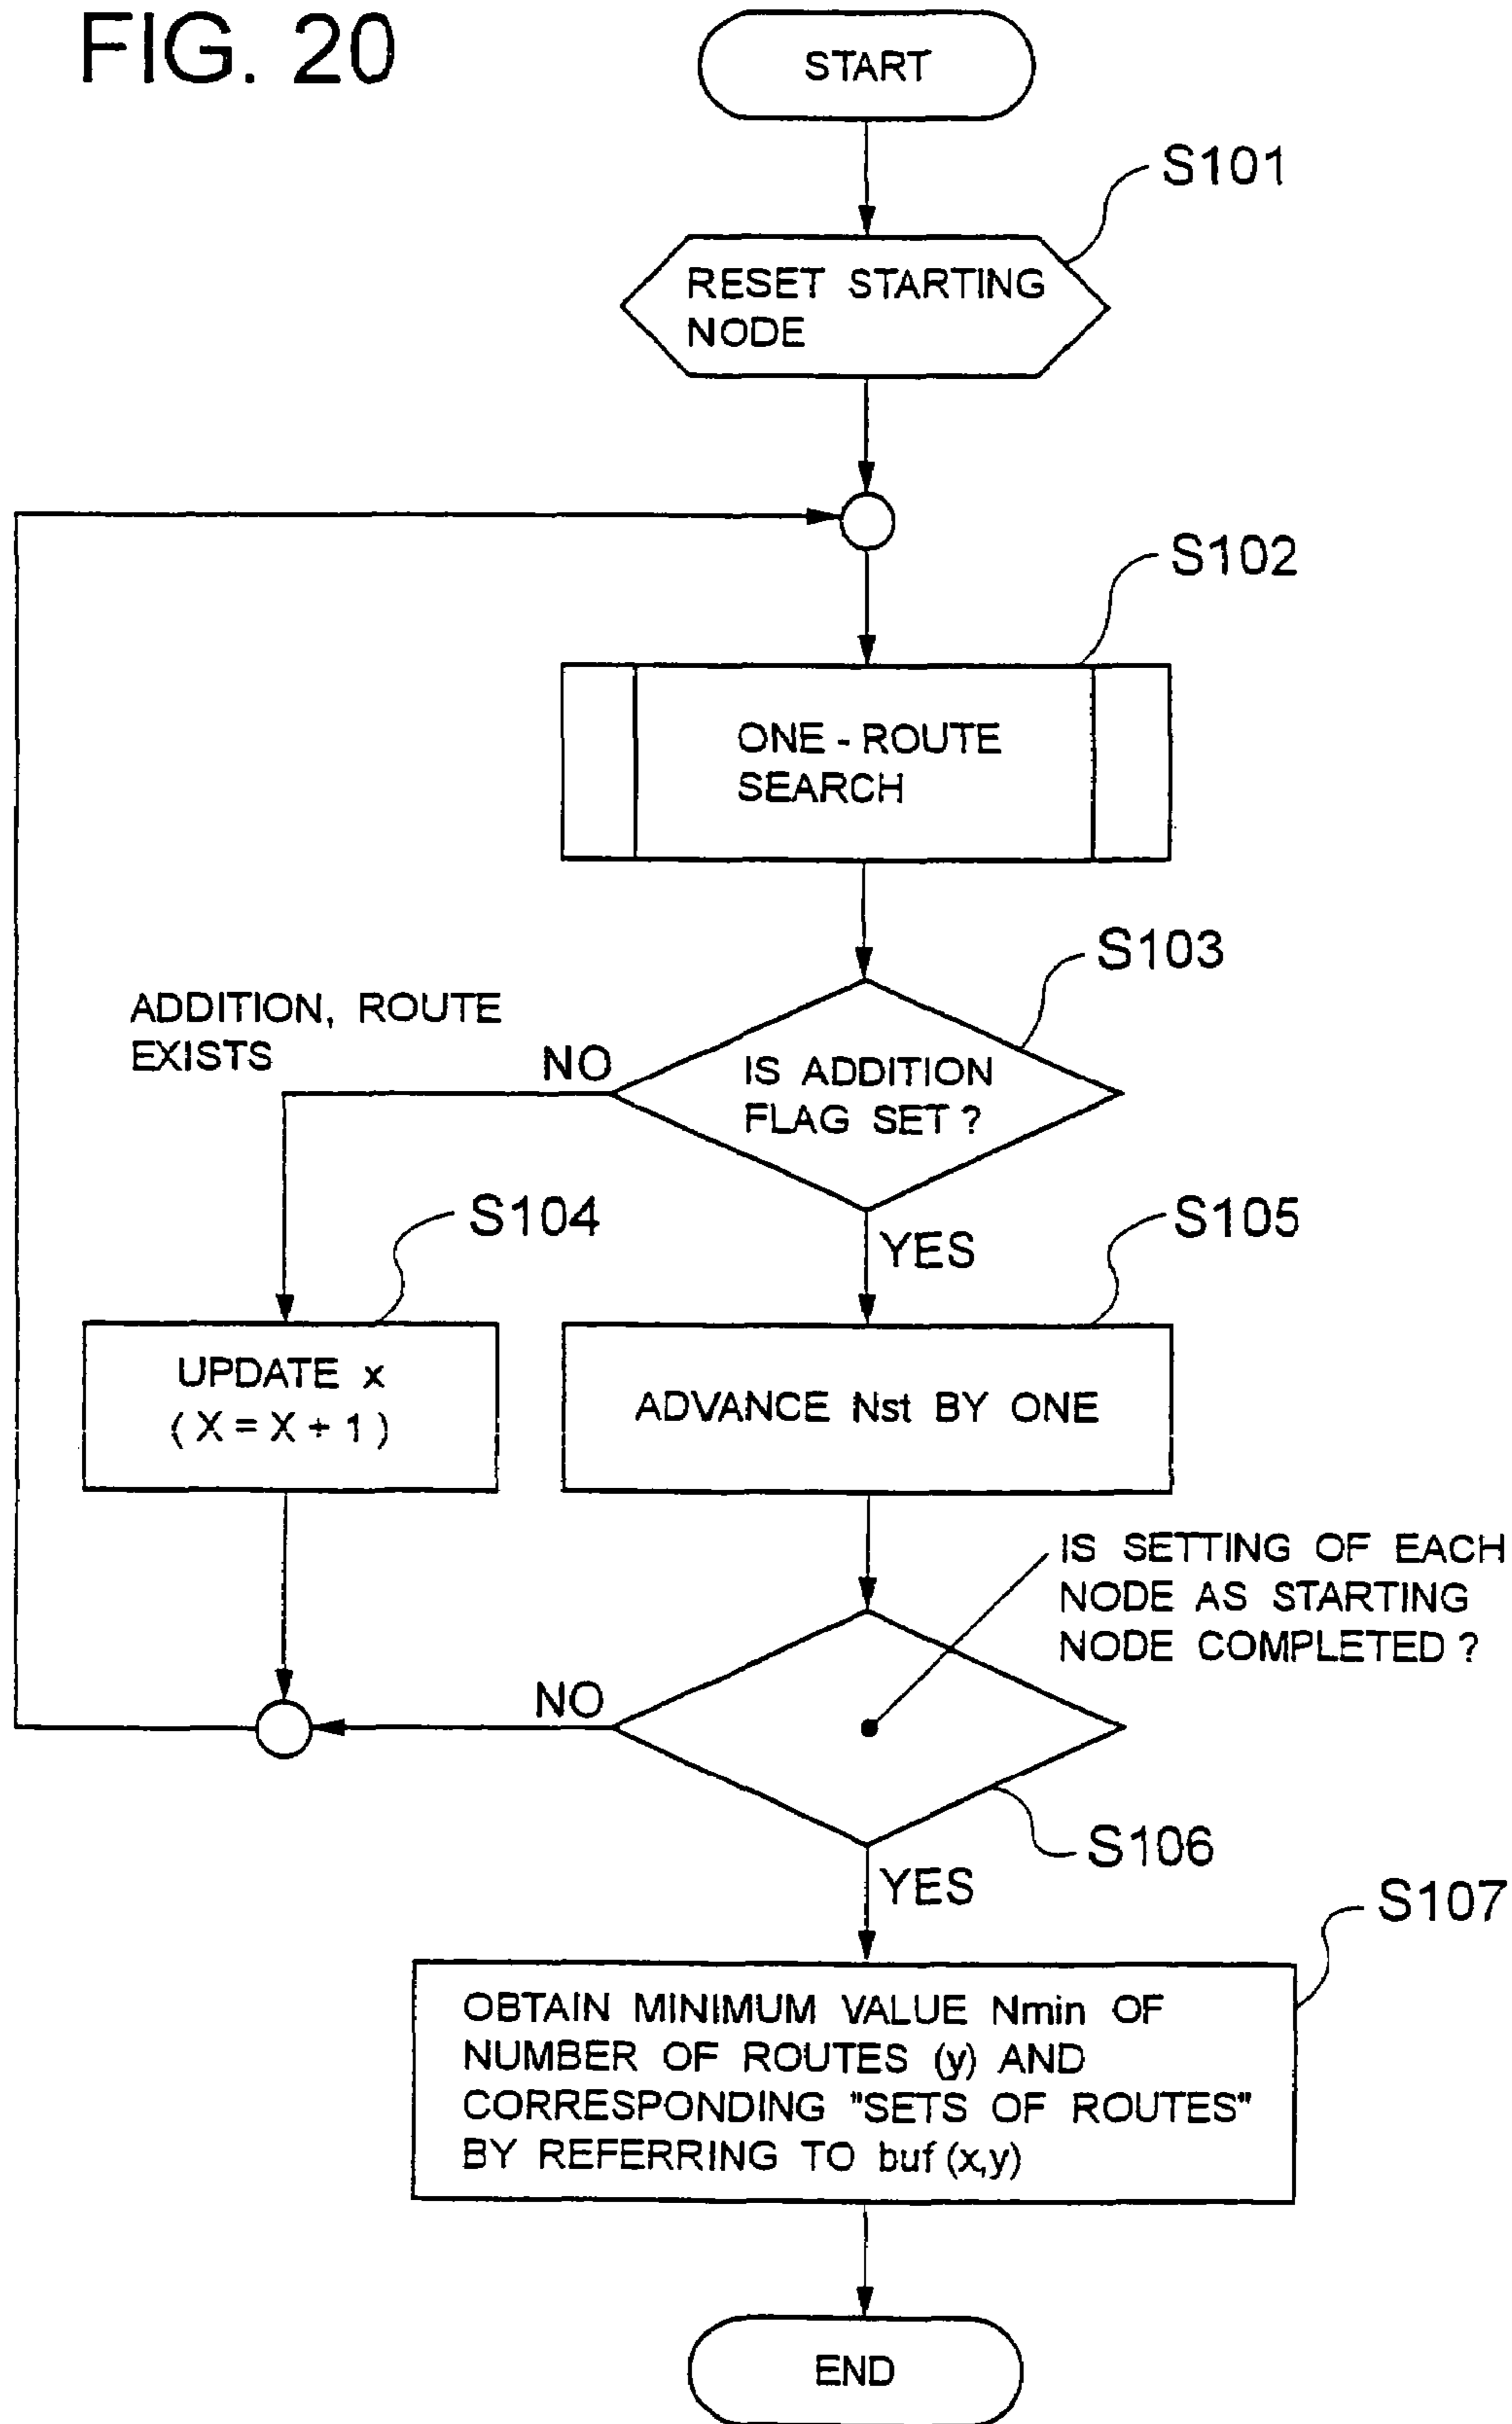 FIG. 20
START
S101
RESET STARTING
NODE
S102
ONE - ROUTE
SEARCH
S103
ADDITION, ROUTE
EXISTS
NO
IS ADDITION
FLAG SET ?
S104
YES
S105
UPDATE x
( X = X + 1 )
ADVANCE Nst BY ONE
IS SETTING OF EACH
NODE AS STARTING
NODE COMPLETED ?
NO
S106
YES
S107
OBTAIN MINIMUM VALUE Nmin OF
NUMBER OF ROUTES (y) AND
CORRESPONDING "SETS OF ROUTES"
BY REFERRING TO buf (x,y)
END